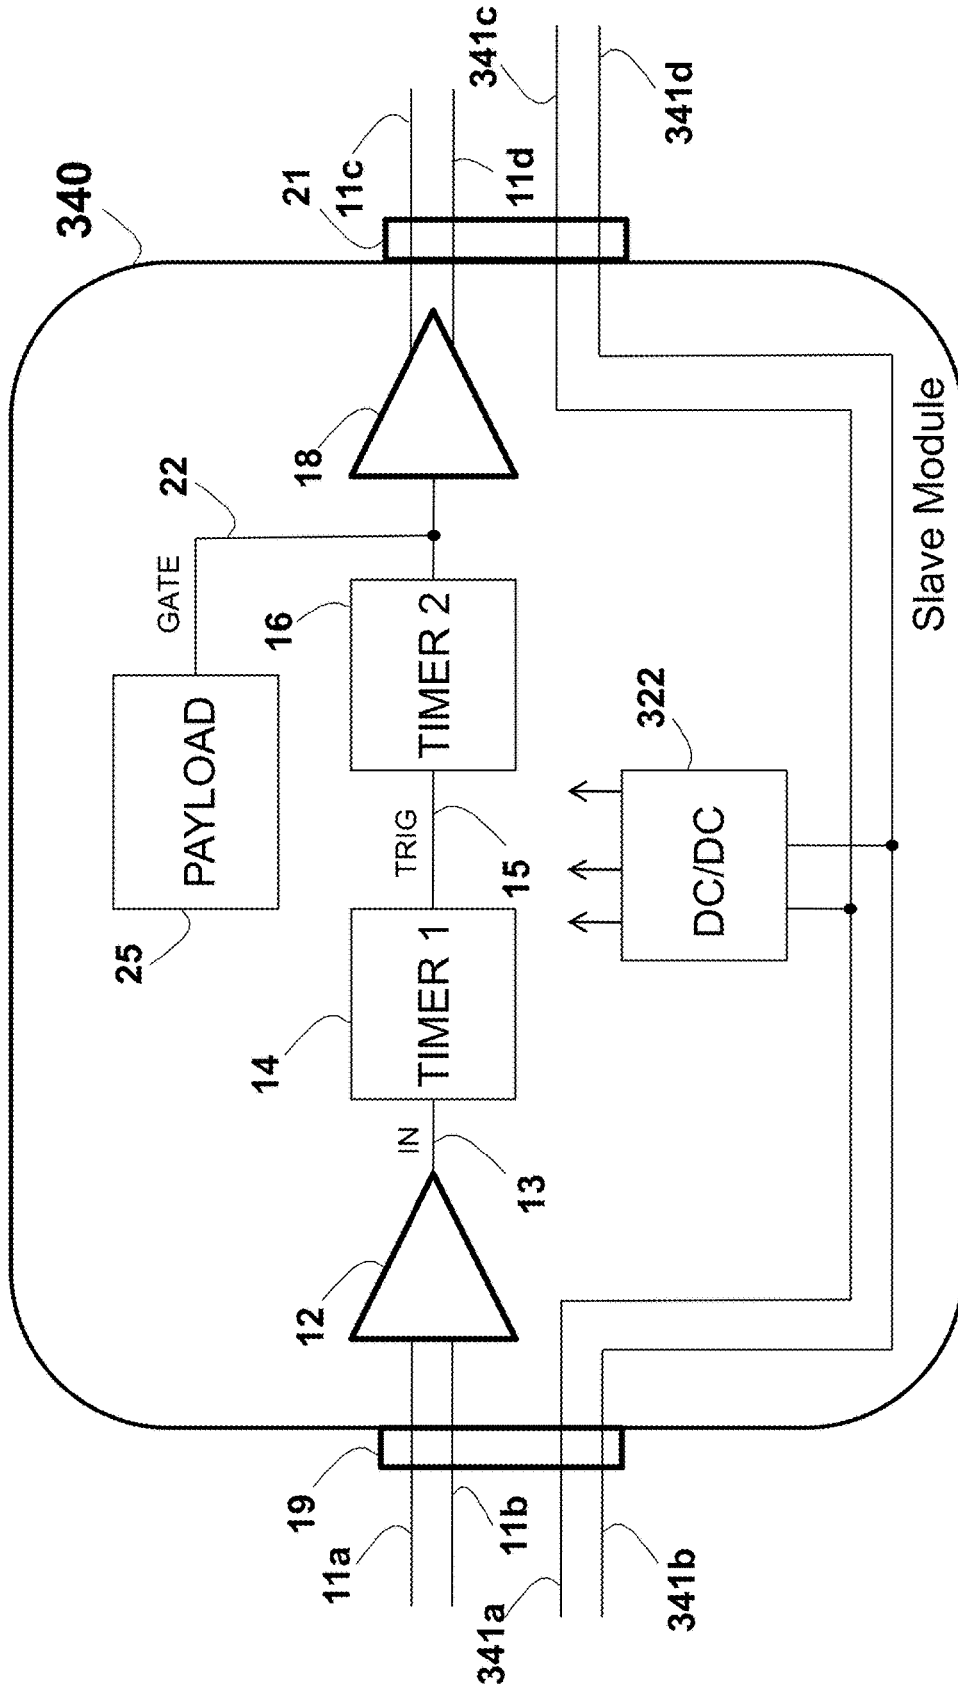 340
11a
11b
341a
341b
19
12
IN
13
14
TIMER 1
TRIG
15
16
TIMER 2
25
PAYLOAD
GATE
22
18
21
11c
11d
341c
341d
322
DC/DC
Slave Module